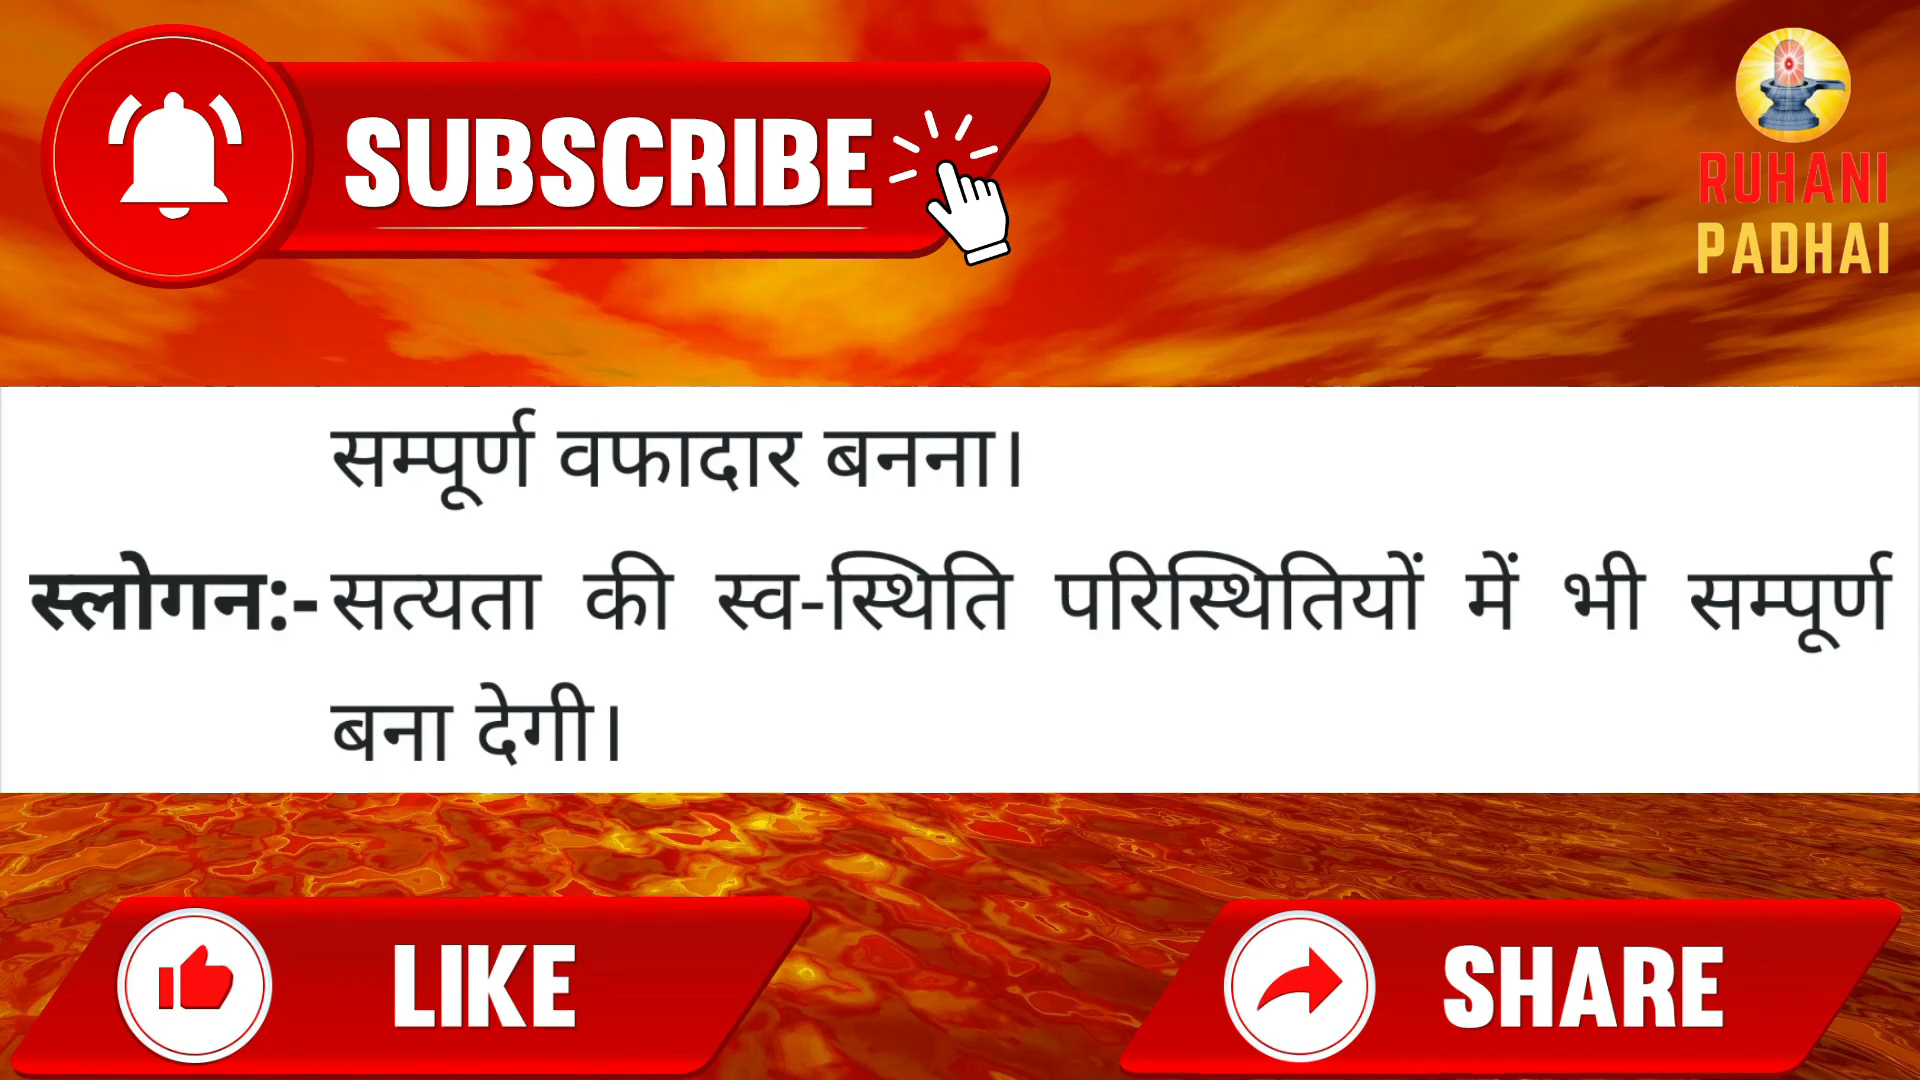 SUBSCRIBE
RUHANI
PADHAI
सम्पूर्ण वफादार बनना।
स्लोगन:- सत्यता की स्व-स्थिति परिस्थितियों में भी सम्पूर्ण
बना देगी।
LIKE
SHARE